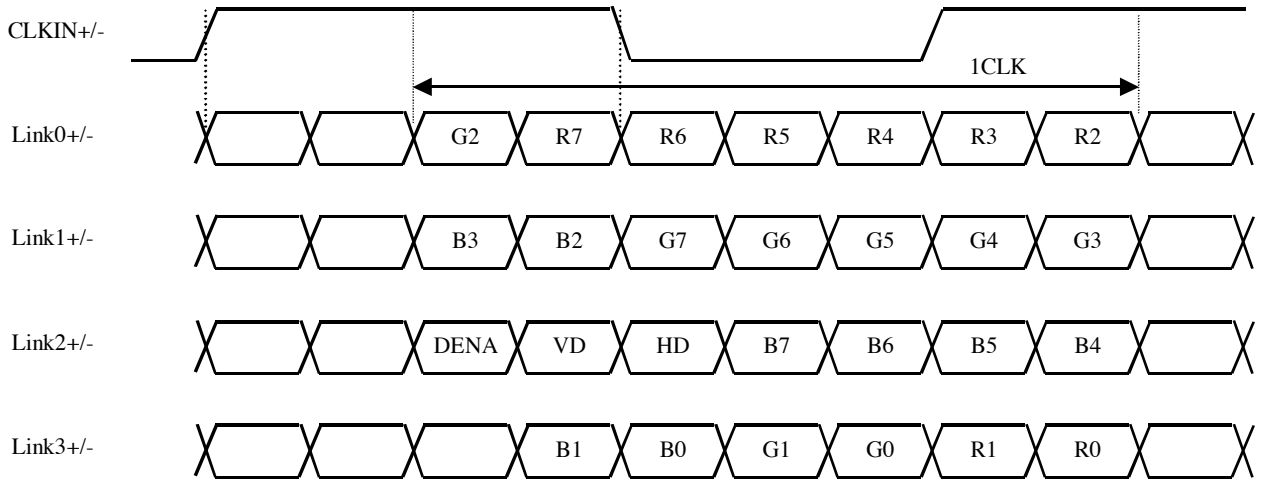 CLKIN+/-
1CLK
Link0+/- G2 R7 R6 R5 R4 R3 R2
Link1+/- B3 B2 G7 G6 G5 G4 G3
Link2+/- DENA VD HD B7 B6 B5 B4
Link3+/- B1 B0 G1 G0 R1 R0